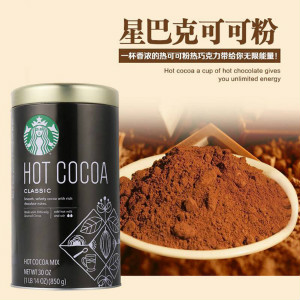 星巴克可可粉
一杯香浓的热可可粉热巧克力带给你无限能量!
Hot cocoa a cup of hot chocolate gives
you unlimited energy
HOT COCOA
CLASSIC
HOT COCOA MIX
NET WT 30 OZ
(1 LB 14 OZ) (850 g)